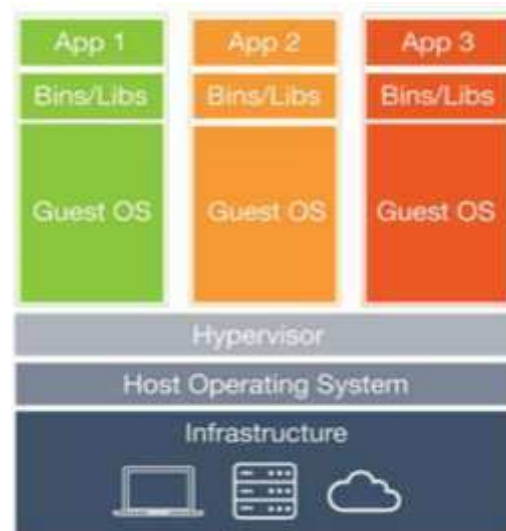 App 1 App 2 App 3
Bins/Libs Bins/Libs Bins/Libs
Guest OS Guest OS Guest OS
Hypervisor
Host Operating System
Infrastructure